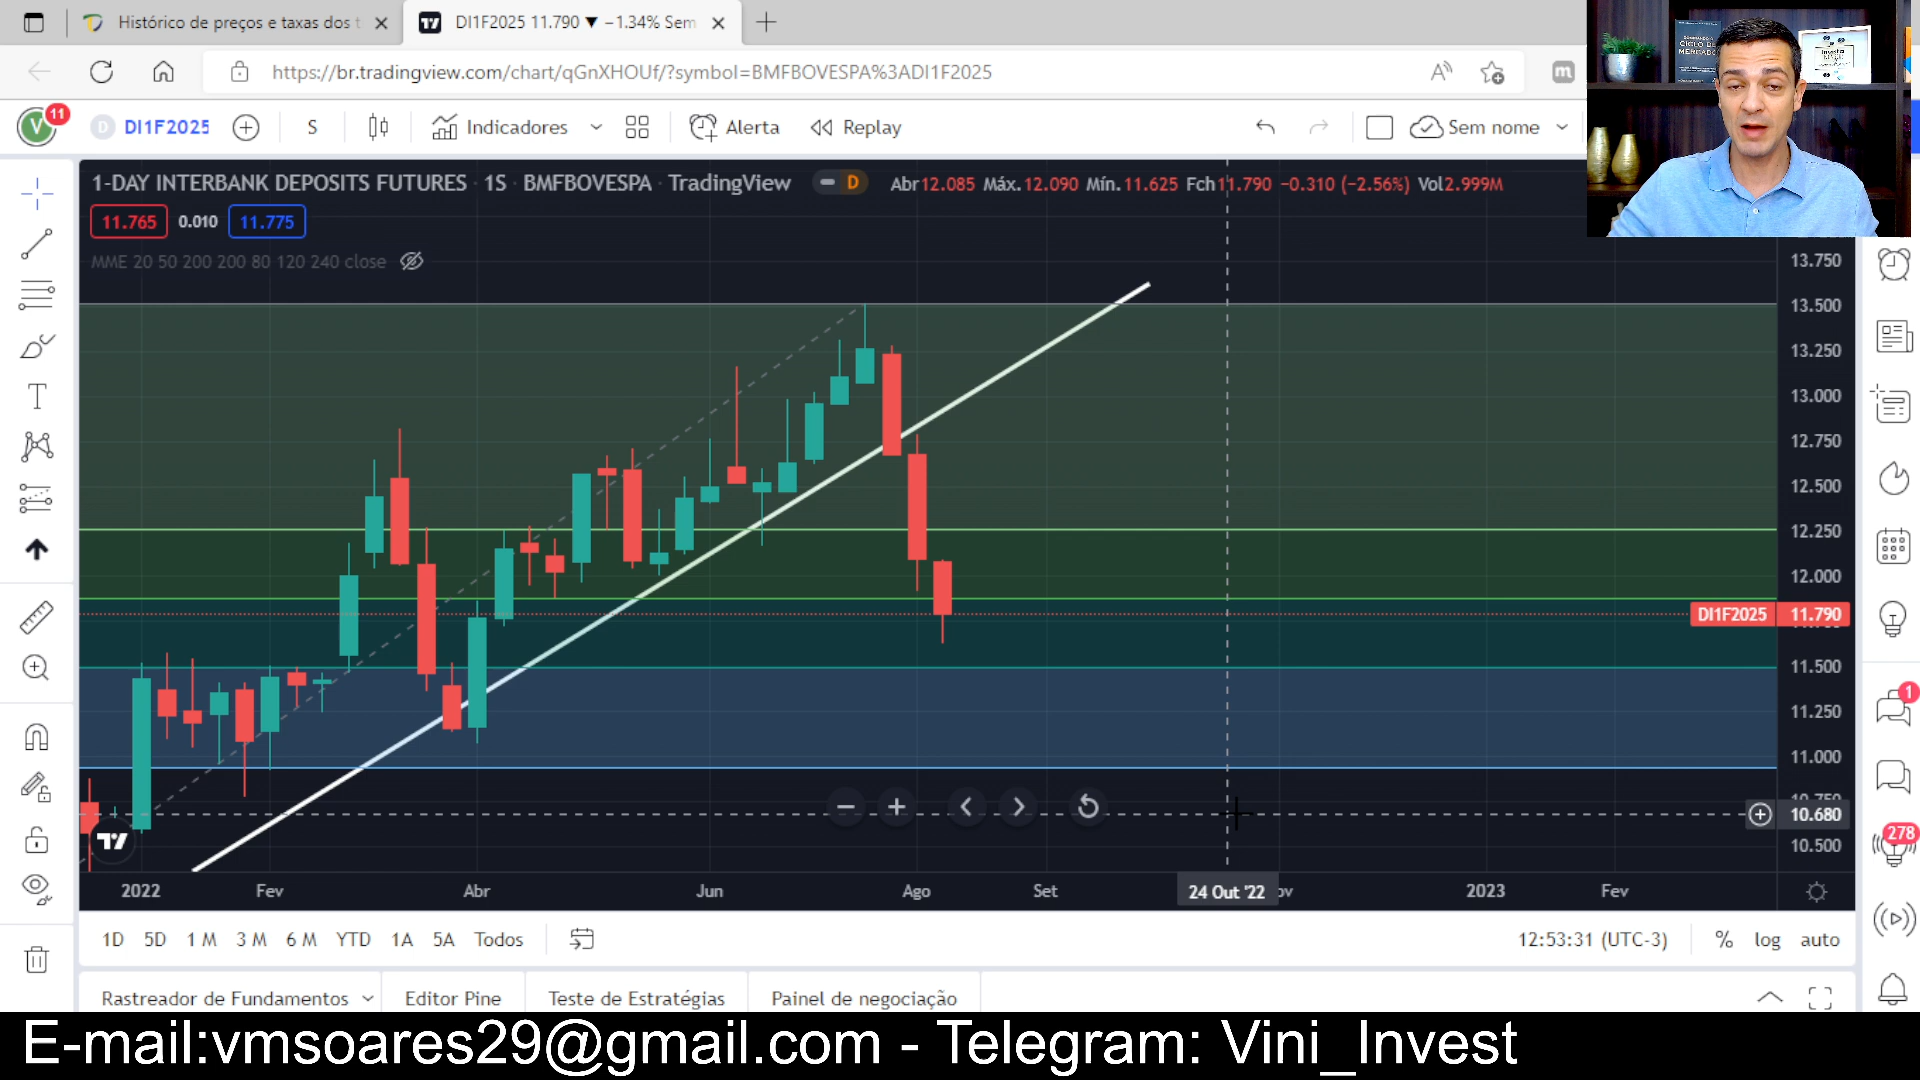 Histórico de preços e taxas dos t
DI1F2025 11.790 ▼ −1.34% Sem
https://br.tradingview.com/chart/qGnXHOUf/?symbol=BMFBOVESPA%3ADI1F2025
V 11 D DI1F2025 S Indicadores Alerta Replay Sem nome
1-DAY INTERBANK DEPOSITS FUTURES · 1S · BMFBOVESPA · TradingView D Abr12.085 Máx.12.090 Mín.11.625 Fch11.790 −0.310 (−2.56%) Vol2.999M
11.765 0.010 11.775
MME 20 50 200 200 80 120 240 close
13.750
13.500
13.250
13.000
12.750
12.500
12.250
12.000
DI1F2025 11.790
11.500
11.250
11.000
10.750
10.680
10.500
2022 Fev Abr Jun Ago Set 24 Out '22 ov 2023 Fev
1D 5D 1M 3M 6M YTD 1A 5A Todos 12:53:31 (UTC-3) % log auto
Rastreador de Fundamentos Editor Pine Teste de Estratégias Painel de negociação
1
278
E-mail:vmsoares29@gmail.com - Telegram: Vini_Invest